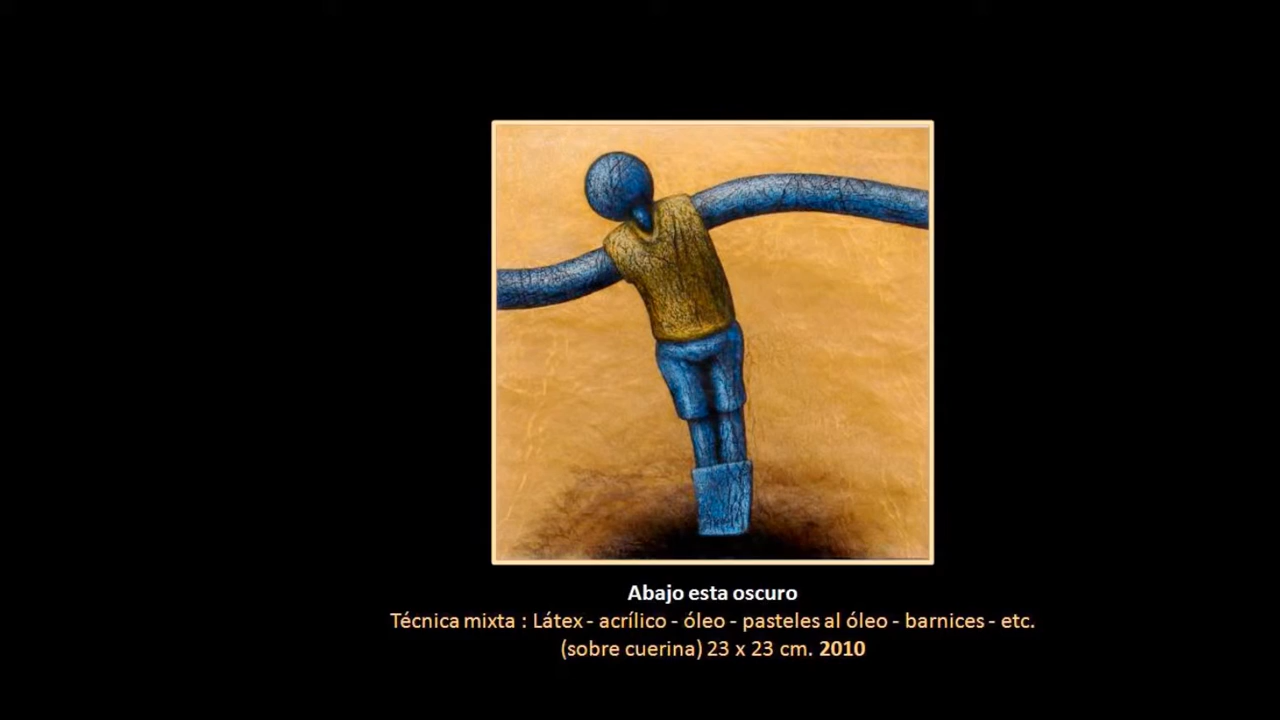 Abajo esta oscuro
Técnica mixta : Látex - acrílico - óleo - pasteles al óleo - barnices - etc.
(sobre cuerina) 23 x 23 cm. 2010